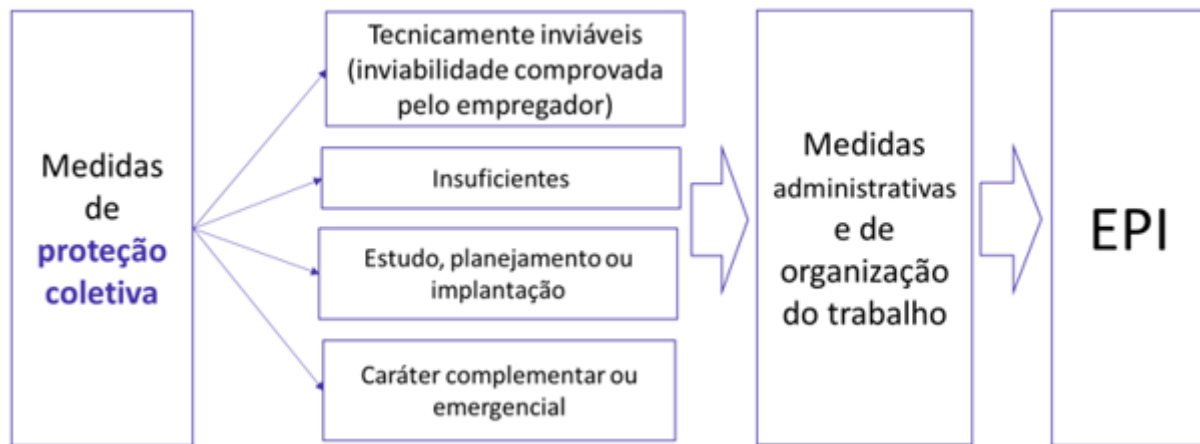 Medidas
de
proteção
coletiva
Tecnicamente inviáveis
(inviabilidade comprovada
pelo empregador)
Insuficientes
Estudo, planejamento ou
implantação
Caráter complementar ou
emergencial
Medidas
administrativas
e de
organização
do trabalho
EPI